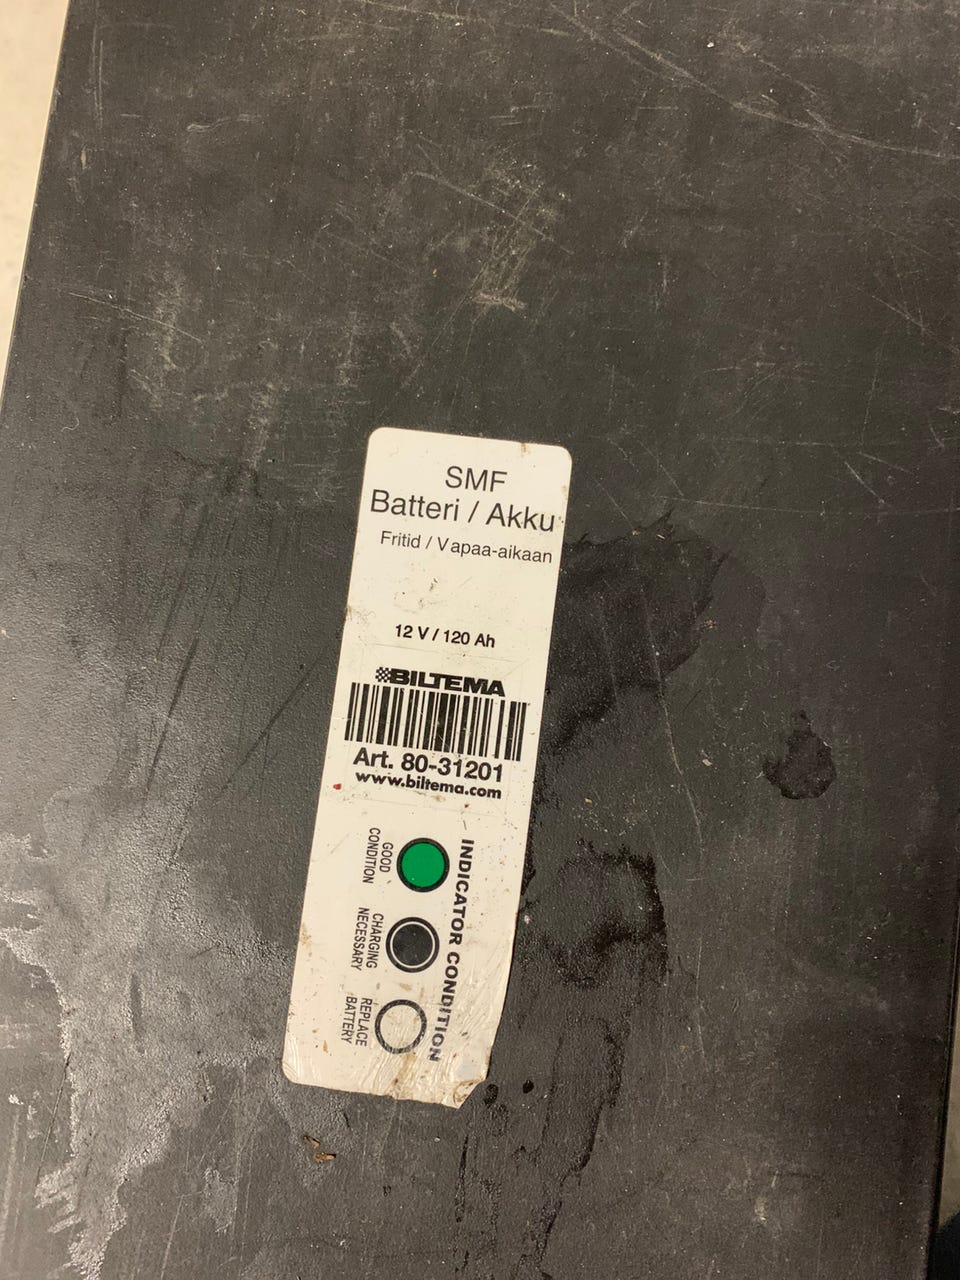 SMF
Batteri / Akku
Fritid / Vapaa-aikaan
12 V / 120 Ah
BILTEMA
Art. 80-31201
www.biltema.com
INDICATOR CONDITION
GOOD
CONDITION
CHARGING
NECESSARY
REPLACE
BATTERY